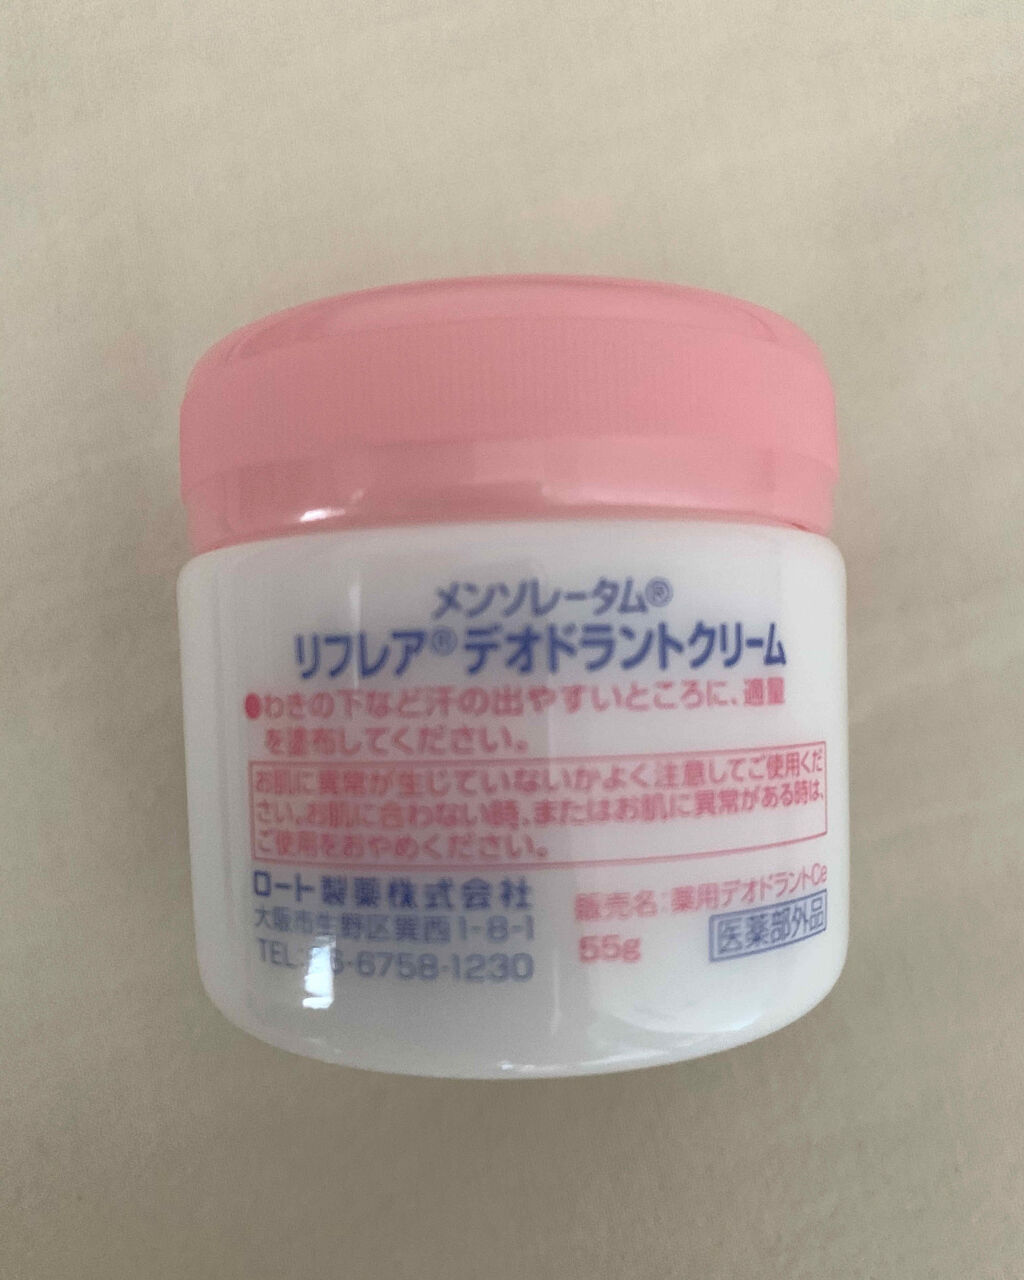 メンソレータム®
リフレア®デオドラントクリーム
●わきの下など汗の出やすいところに、適量
を塗布してください。
お肌に異常が生じていないかよく注意してご使用くだ
さい。お肌に合わない時、またはお肌に異常がある時は、
ご使用をおやめください。
ロート製薬株式会社
大阪市生野区巽西1-8-1
TEL: 6-6758-1230
販売名:薬用デオドラントCe
55g
医薬部外品